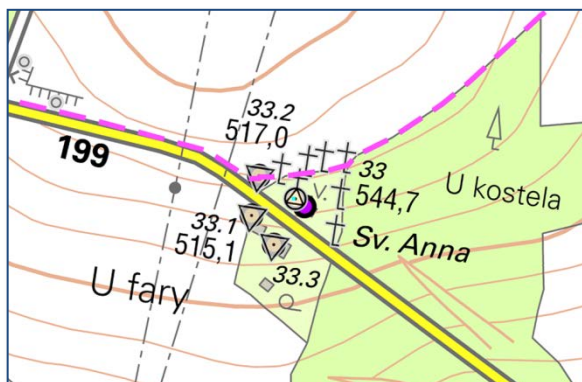 33.2
517,0
199
33
544,7
U kostela
33.1
515,1
Sv. Anna
33.3
U fary